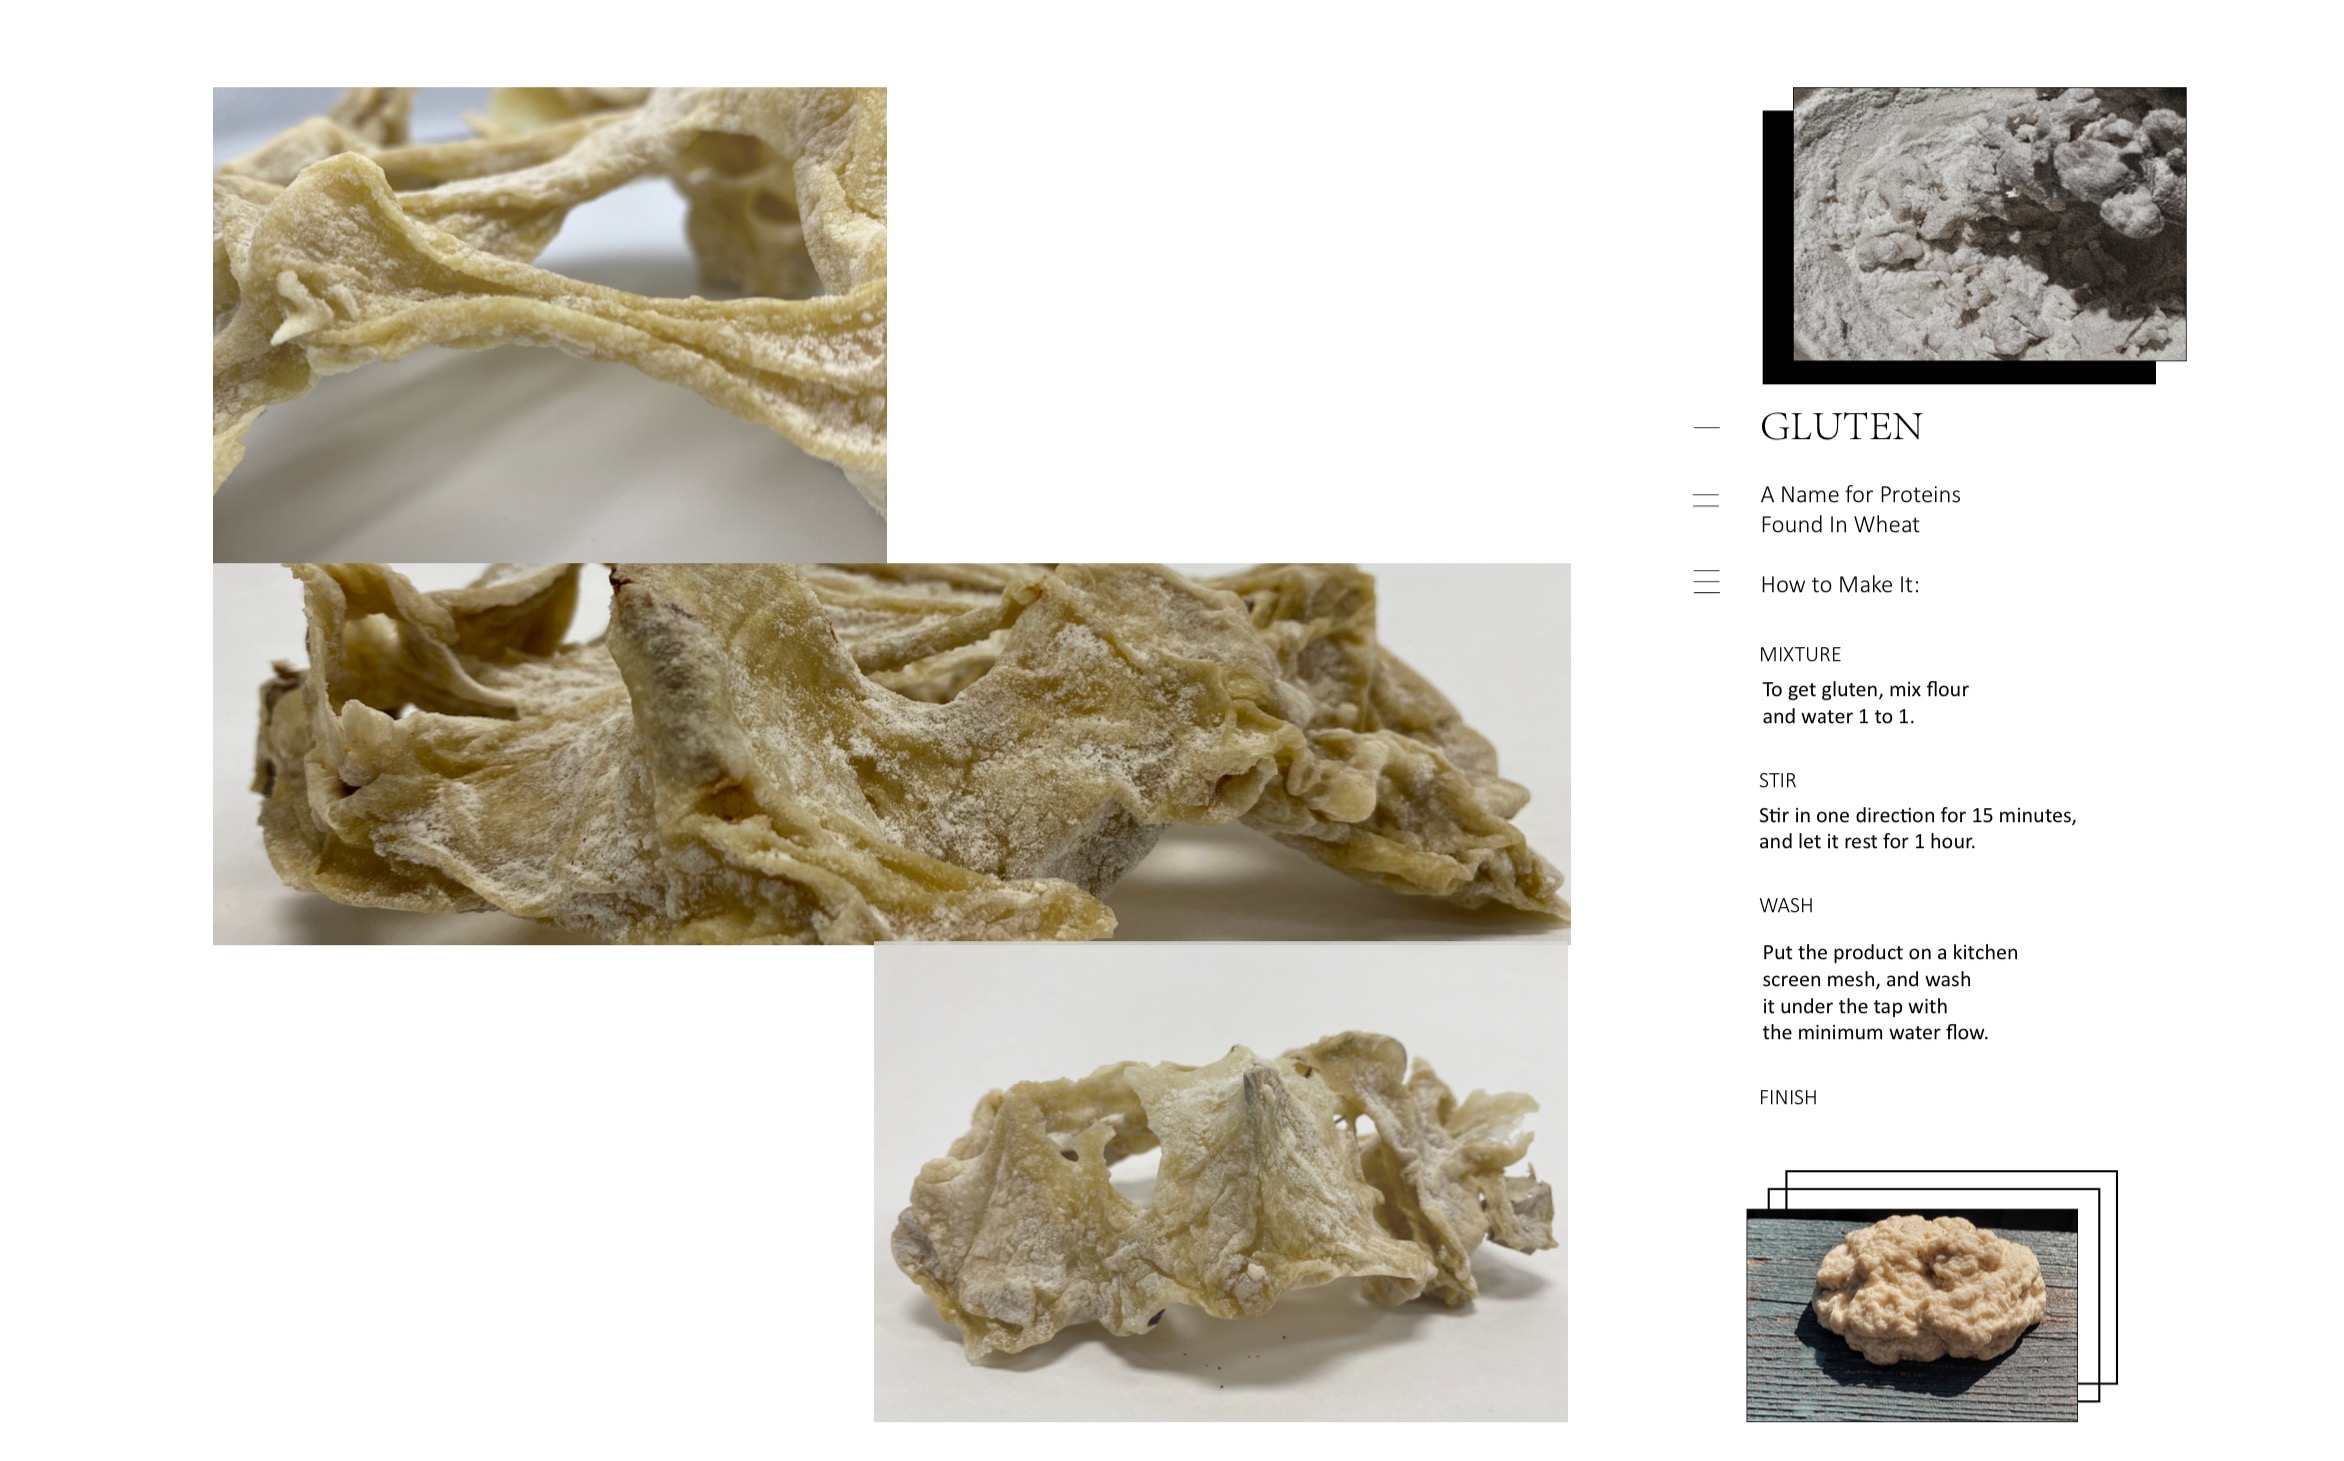 GLUTEN
A Name for Proteins
Found In Wheat
How to Make It:
MIXTURE
To get gluten, mix flour
and water 1 to 1.
STIR
Stir in one direction for 15 minutes,
and let it rest for 1 hour.
WASH
Put the product on a kitchen
screen mesh, and wash
it under the tap with
the minimum water flow.
FINISH